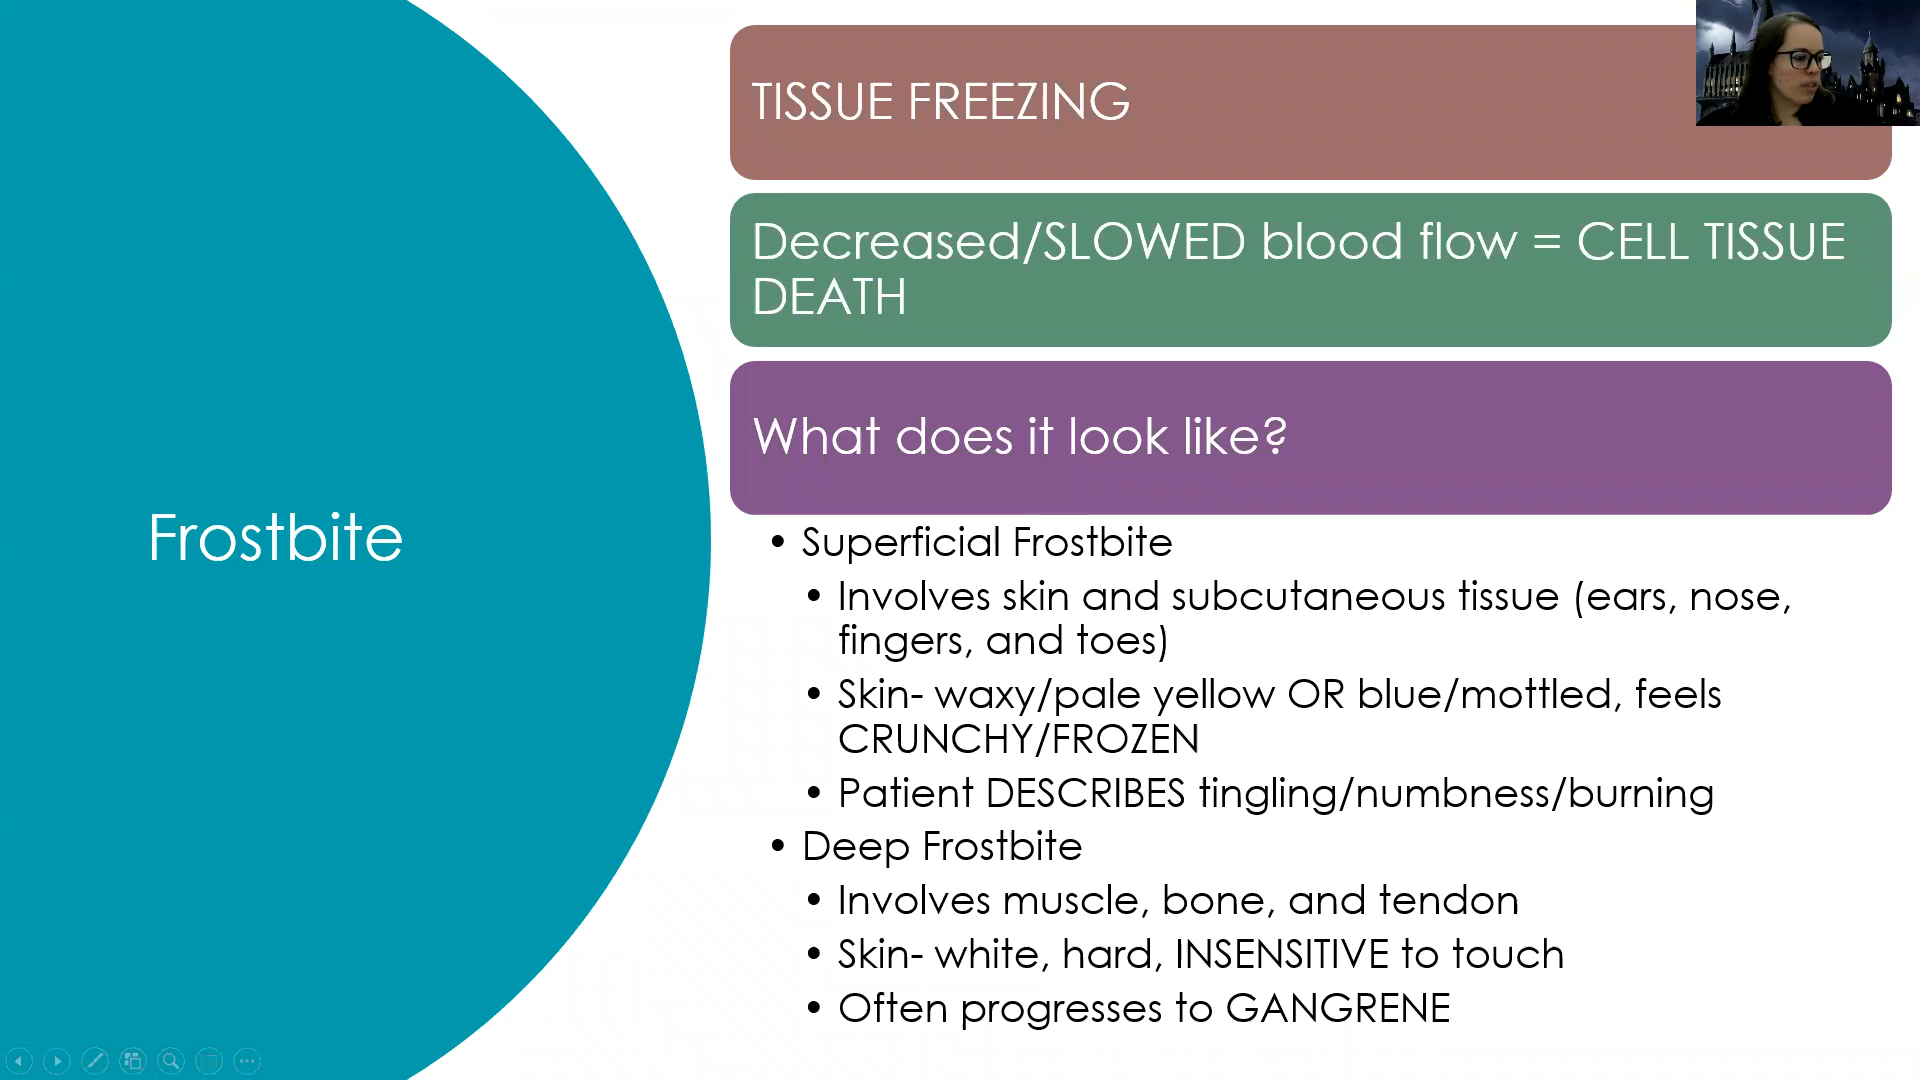 Frostbite
TISSUE FREEZING
Decreased/SLOWED blood flow = CELL TISSUE
DEATH
What does it look like?
• Superficial Frostbite
• Involves skin and subcutaneous tissue (ears, nose,
fingers, and toes)
• Skin- waxy/pale yellow OR blue/mottled, feels
CRUNCHY/FROZEN
• Patient DESCRIBES tingling/numbness/burning
• Deep Frostbite
• Involves muscle, bone, and tendon
• Skin- white, hard, INSENSITIVE to touch
• Often progresses to GANGRENE